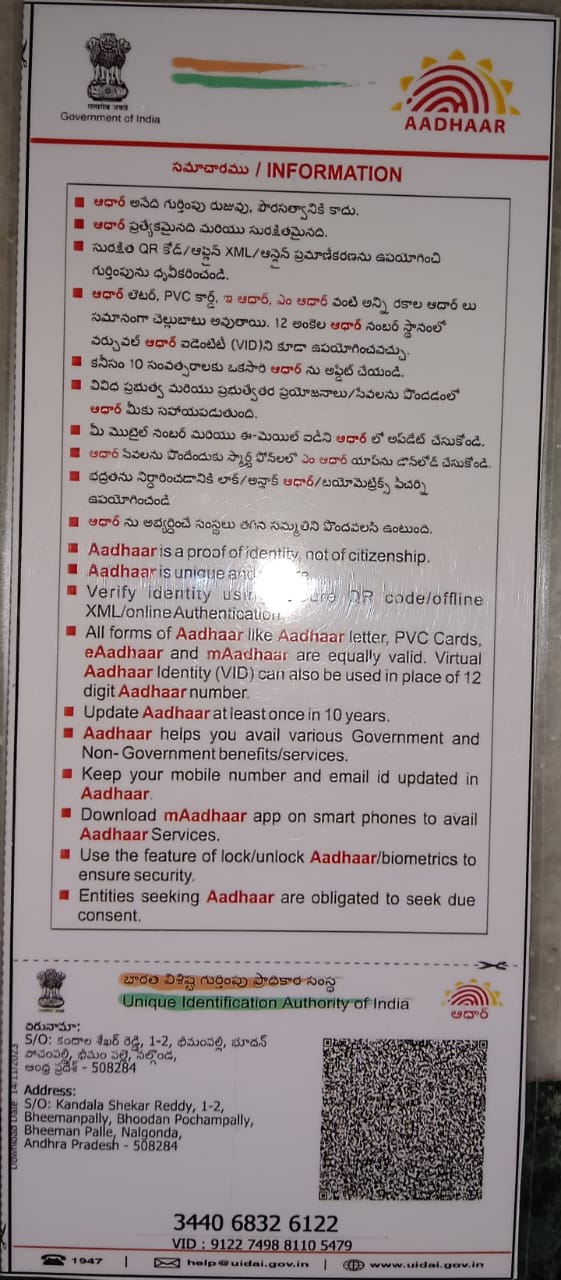 सत्यमेव जयते
Government of India
AADHAAR
సమాచారము / INFORMATION
ఆధార్ అనేది గుర్తింపు రుజువు, పౌరసత్వానికి కాదు.
ఆధార్ ప్రత్యేకమైనది మరియు సురక్షితమైనది.
సురక్షిత QR కోడ్/ఆఫ్లైన్ XML/ఆన్లైన్ ప్రమాణీకరణను ఉపయోగించి
గుర్తింపును ధృవీకరించండి.
ఆధార్ లెటర్, PVC కార్డ్, ఇ ఆధార్, ఎం ఆధార్ వంటి అన్ని రకాల ఆధార్ లు
సమానంగా చెల్లుబాటు అవుతాయి. 12 అంకెల ఆధార్ నంబర్ స్థానంలో
వర్చువల్ ఆధార్ ఐడెంటిటీ (VID)ని కూడా ఉపయోగించవచ్చు.
కనీసం 10 సంవత్సరాలకు ఒకసారి ఆధార్ ను అప్డేట్ చేయండి.
వివిధ ప్రభుత్వ మరియు ప్రభుత్వేతర ప్రయోజనాలు/సేవలను పొందడంలో
ఆధార్ మీకు సహాయపడుతుంది.
మీ మొబైల్ నంబర్ మరియు ఈ-మెయిల్ ఐడిని ఆధార్ లో అప్‌డేట్ చేసుకోండి.
ఆధార్ సేవలను పొందేందుకు స్మార్ట్ ఫోన్‌లలో ఎం ఆధార్ యాప్‌ను డౌన్‌లోడ్ చేసుకోండి.
భద్రతను నిర్ధారించడానికి లాక్/అన్లాక్ ఆధార్/బయోమెట్రిక్స్ ఫీచర్ని
ఉపయోగించండి
ఆధార్ ను అభ్యర్థించే సంస్థలు తగిన సమ్మతిని పొందవలసి ఉంటుంది.
Aadhaar is a proof of identity, not of citizenship.
Aadhaar is unique and
Verify identity using QR code/offline
XML/online Authentication
All forms of Aadhaar like Aadhaar letter, PVC Cards,
eAadhaar and mAadhaar are equally valid. Virtual
Aadhaar Identity (VID) can also be used in place of 12
digit Aadhaar number.
Update Aadhaar at least once in 10 years.
Aadhaar helps you avail various Government and
Non- Government benefits/services.
Keep your mobile number and email id updated in
Aadhaar.
Download mAadhaar app on smart phones to avail
Aadhaar Services.
Use the feature of lock/unlock Aadhaar/biometrics to
ensure security.
Entities seeking Aadhaar are obligated to seek due
consent.
భారత విశిష్ట గుర్తింపు ప్రాధికార సంస్థ
Unique Identification Authority of India
ఆధార్
చిరునామా:
S/O: కందాల శేఖర్ రెడ్డి, 1-2, భీమంపల్లి, భూదన్
పోచంపల్లి, భీమం పల్లె, నల్గొండ,
ఆంధ్ర ప్రదేశ్ - 508284
Address:
S/O: Kandala Shekar Reddy, 1-2,
Bheemanpally, Bhoodan Pochampally,
Bheeman Palle, Nalgonda,
Andhra Pradesh - 508284
Download Date: 14/11/2023
3440 6832 6122
VID : 9122 7498 8110 5479
1947 | help@uidai.gov.in | www.uidai.gov.in